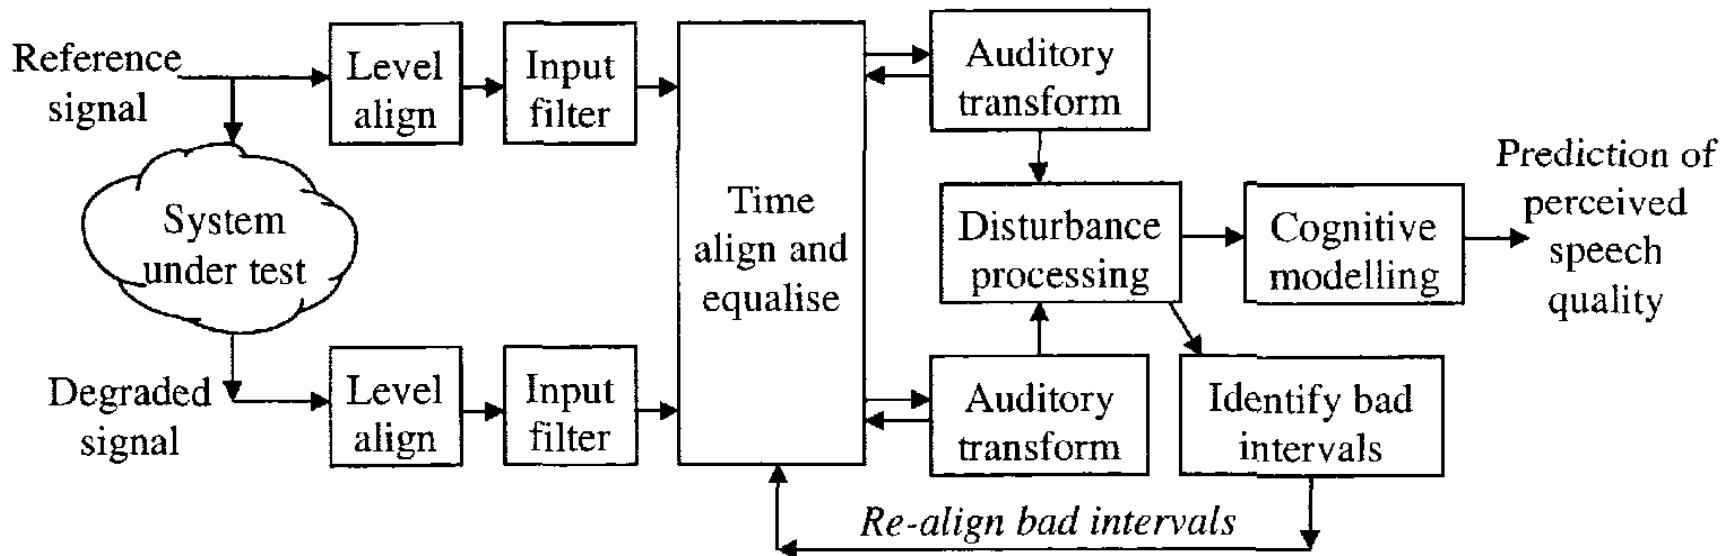 Reference
signal
Level
align
Input
filter
Auditory
transform
System
under test
Time
align and
equalise
Disturbance
processing
Cognitive
modelling
Prediction of
perceived
speech
quality
Degraded
signal
Level
align
Input
filter
Auditory
transform
Identify bad
intervals
Re-align bad intervals